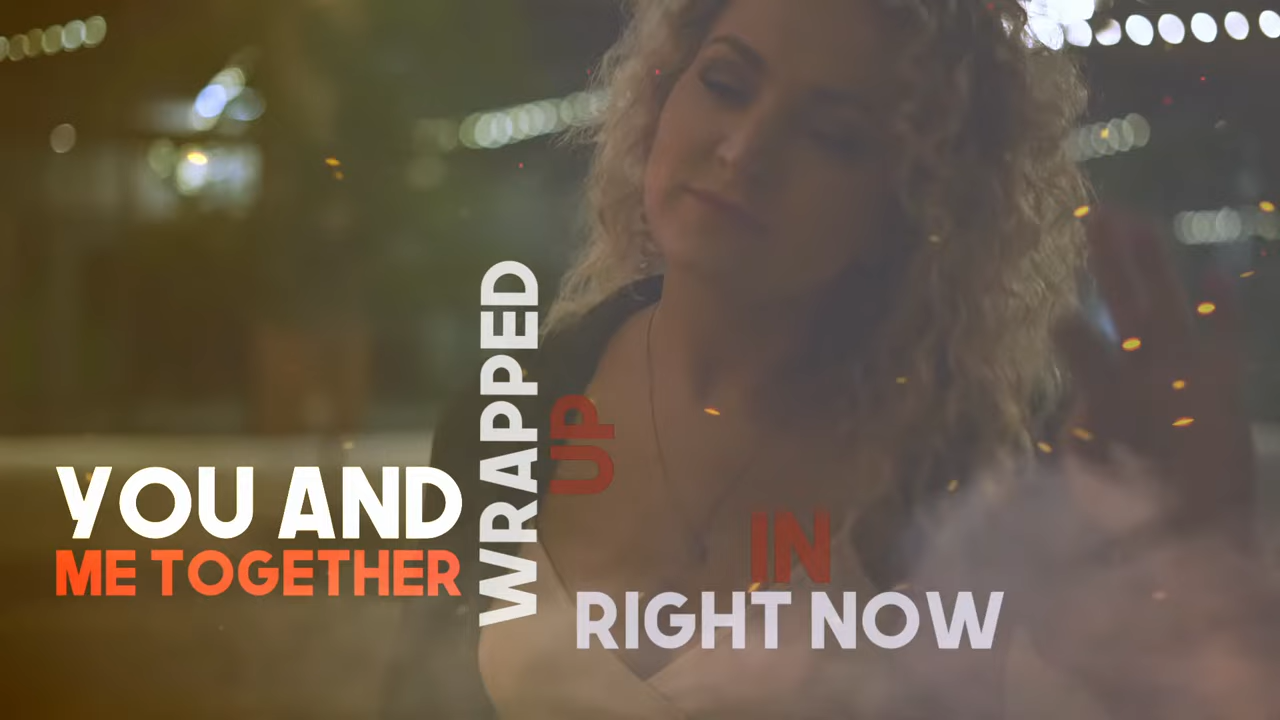 YOU AND
ME TOGETHER
WRAPPED
UP
IN
RIGHT NOW